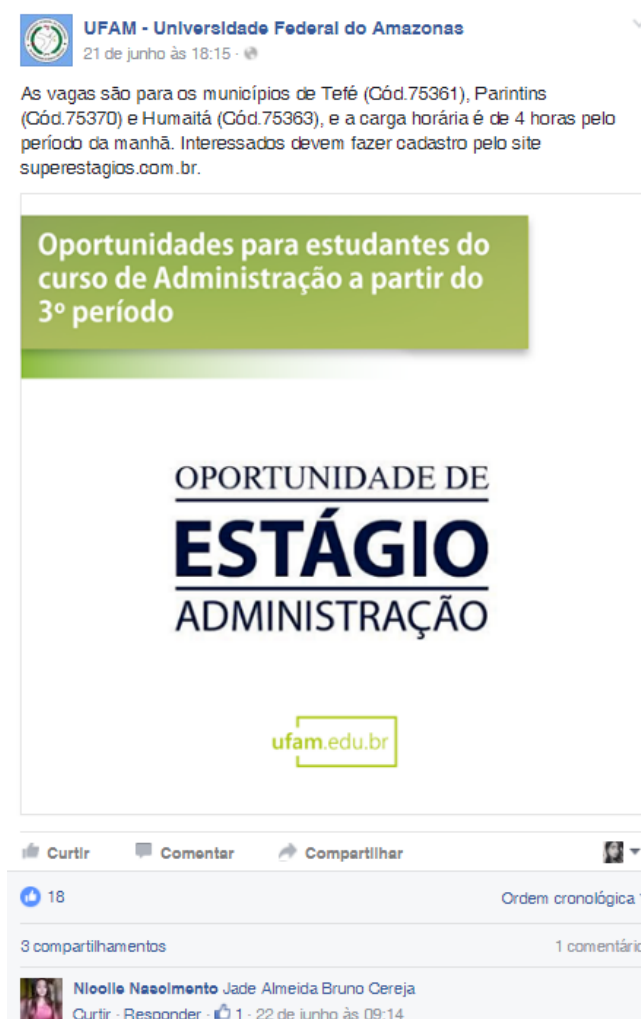 UFAM - Universidade Federal do Amazonas
21 de junho às 18:15 ·
As vagas são para os municípios de Tefé (Cód.75361), Parintins
(Cód.75370) e Humaitá (Cód.75363), e a carga horária é de 4 horas pelo
período da manhã. Interessados devem fazer cadastro pelo site
superestagios.com.br.
Oportunidades para estudantes do
curso de Administração a partir do
3º período
OPORTUNIDADE DE
ESTÁGIO
ADMINISTRAÇÃO
ufam.edu.br
Curtir Comentar Compartilhar
18 Ordem cronológica
3 compartilhamentos 1 comentário
Nicolle Nascimento Jade Almeida Bruno Cereja
Curtir · Responder · 1 · 22 de junho às 09:14